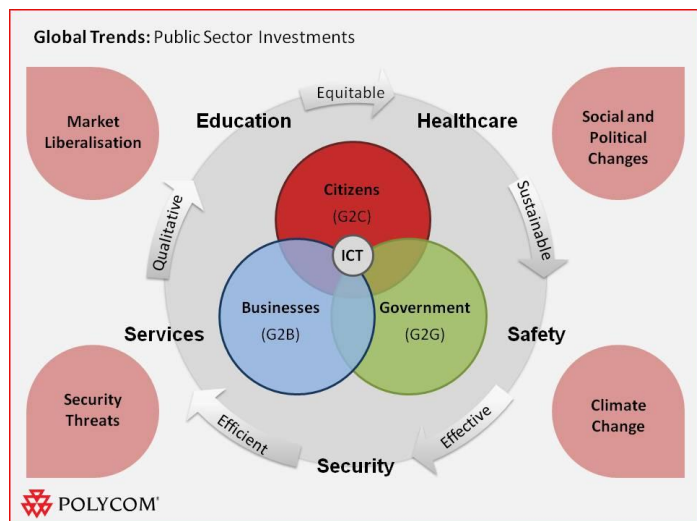 Global Trends: Public Sector Investments
Market
Liberalisation
Education
Equitable
Healthcare
Social and
Political
Changes
Qualitative
Citizens
(G2C)
Sustainable
ICT
Businesses
(G2B)
Government
(G2G)
Services
Safety
Security
Threats
Efficient
Effective
Climate
Change
Security
POLYCOM®